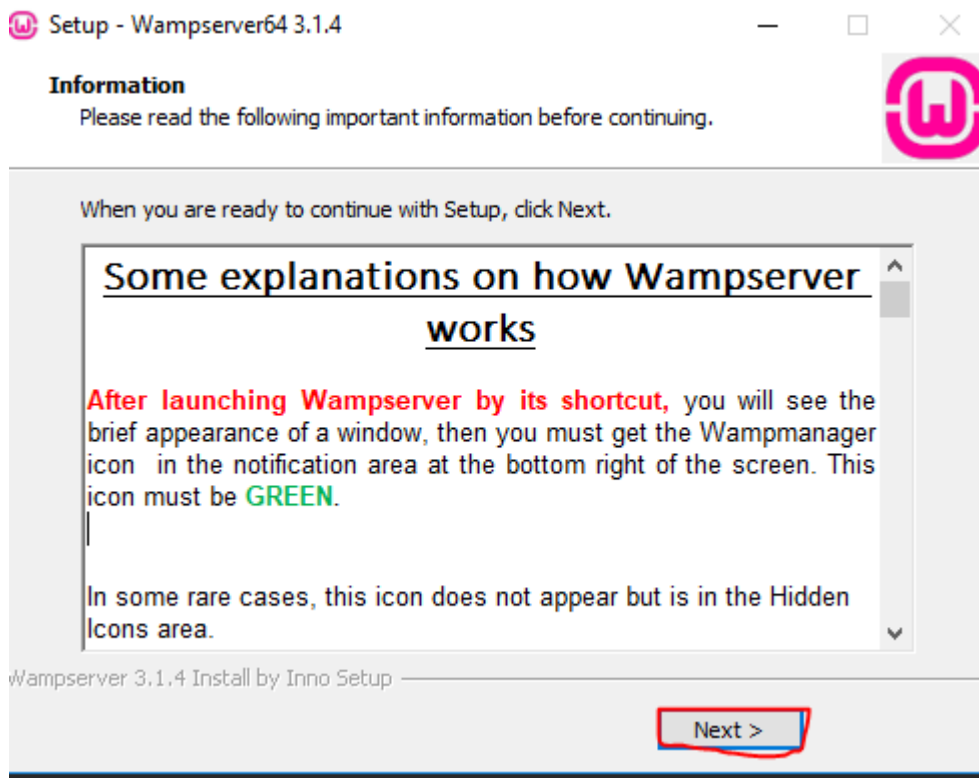 Setup - Wampserver64 3.1.4
Information
Please read the following important information before continuing.
When you are ready to continue with Setup, click Next.
Some explanations on how Wampserver
works
After launching Wampserver by its shortcut, you will see the
brief appearance of a window, then you must get the Wampmanager
icon in the notification area at the bottom right of the screen. This
icon must be GREEN.
In some rare cases, this icon does not appear but is in the Hidden
Icons area.
Wampserver 3.1.4 Install by Inno Setup
Next >